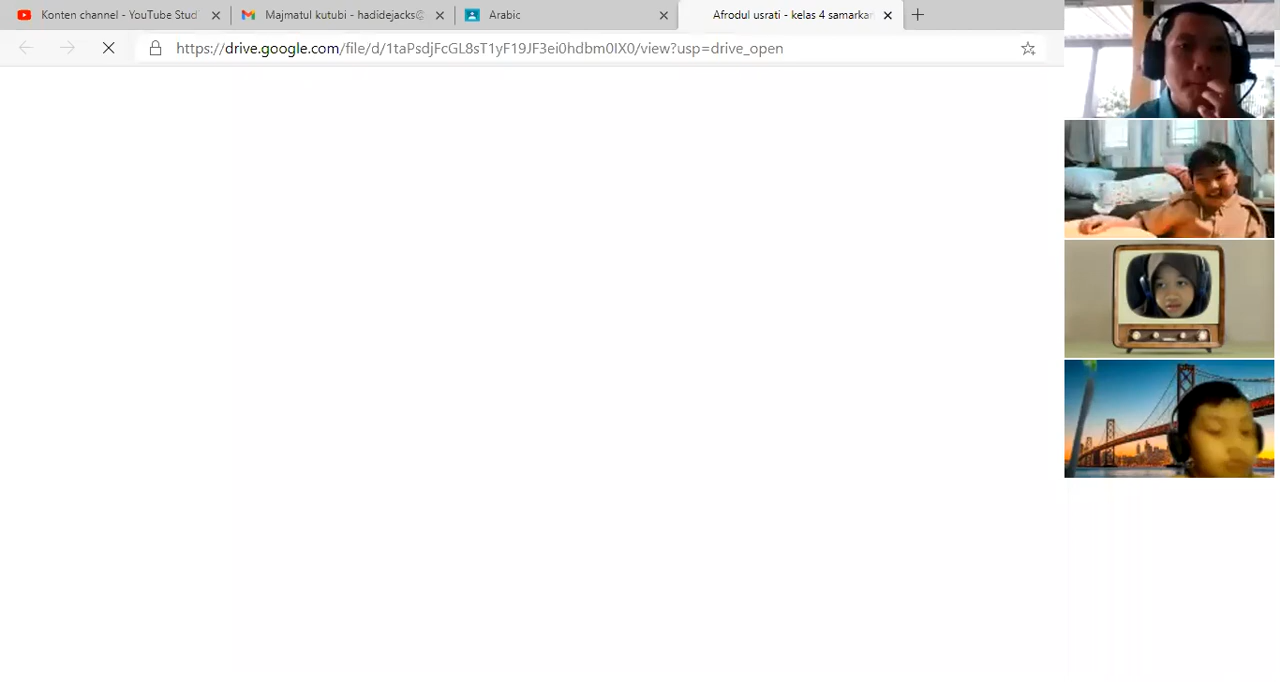 Konten channel - YouTube Stud
Majmatul kutubi - hadidejacks@
Arabic
Afrodul usrati - kelas 4 samarkan
https://drive.google.com/file/d/1taPsdjFcGL8sT1yF19JF3ei0hdbm0IX0/view?usp=drive_open